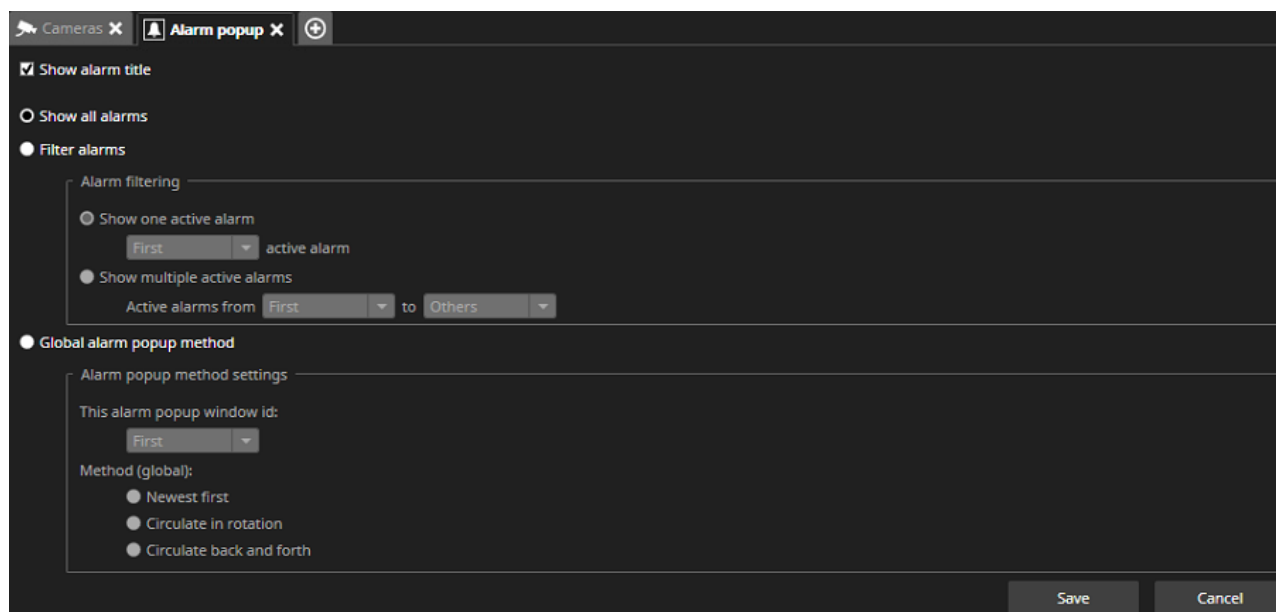 Cameras Alarm popup
Show alarm title
Show all alarms
Filter alarms
Alarm filtering
Show one active alarm
First active alarm
Show multiple active alarms
Active alarms from First to Others
Global alarm popup method
Alarm popup method settings
This alarm popup window id:
First
Method (global):
Newest first
Circulate in rotation
Circulate back and forth
Save Cancel